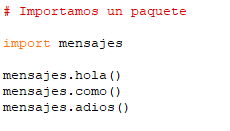 # Importamos un paquete
import mensajes
mensajes.hola()
mensajes.como()
mensajes.adios()